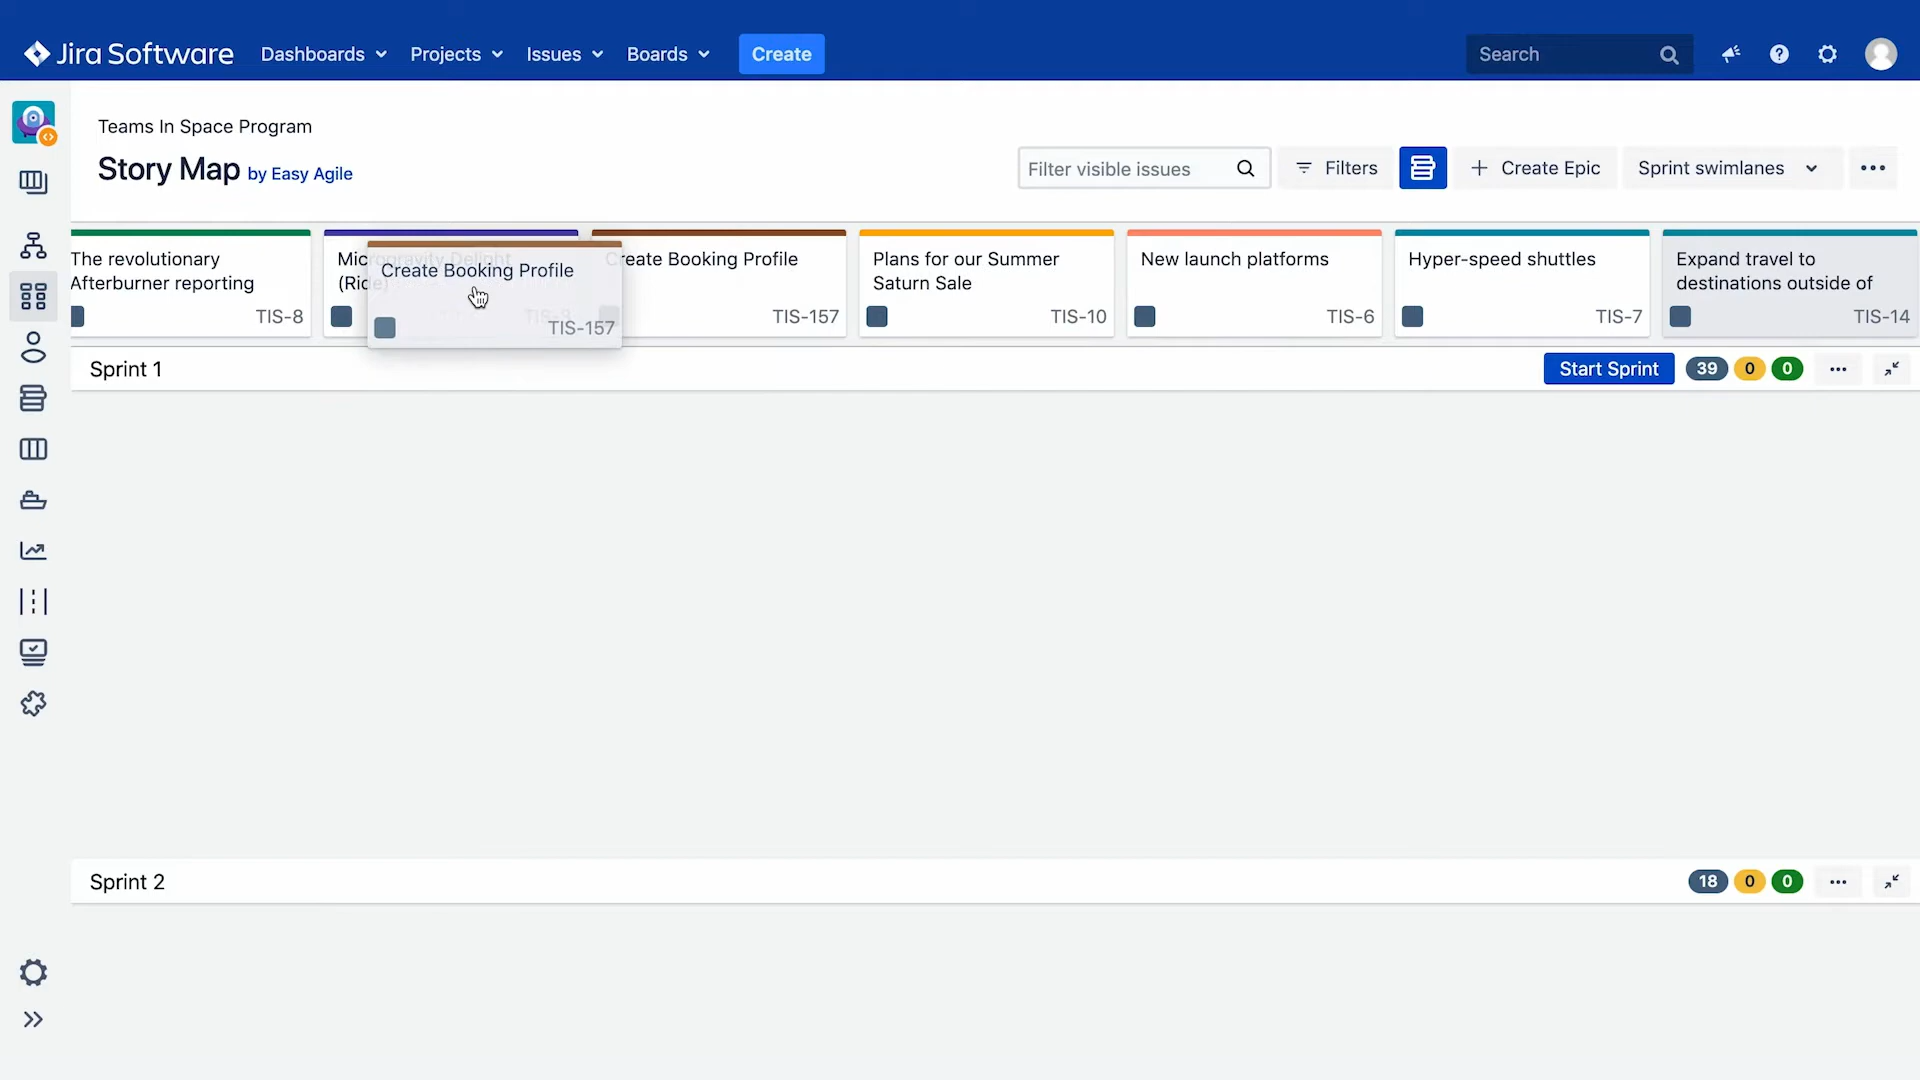 Jira Software
Dashboards
Projects
Issues
Boards
Create
Search
Teams In Space Program
Story Map by Easy Agile
Filter visible issues
Filters
Create Epic
Sprint swimlanes
The revolutionary
Afterburner reporting
TIS-8
Microgravity Delight
(Ride)
Create Booking Profile
TIS-157
Create Booking Profile
TIS-157
Plans for our Summer
Saturn Sale
TIS-10
New launch platforms
TIS-6
Hyper-speed shuttles
TIS-7
Expand travel to
destinations outside of
TIS-14
Sprint 1
Start Sprint
39
0
0
Sprint 2
18
0
0